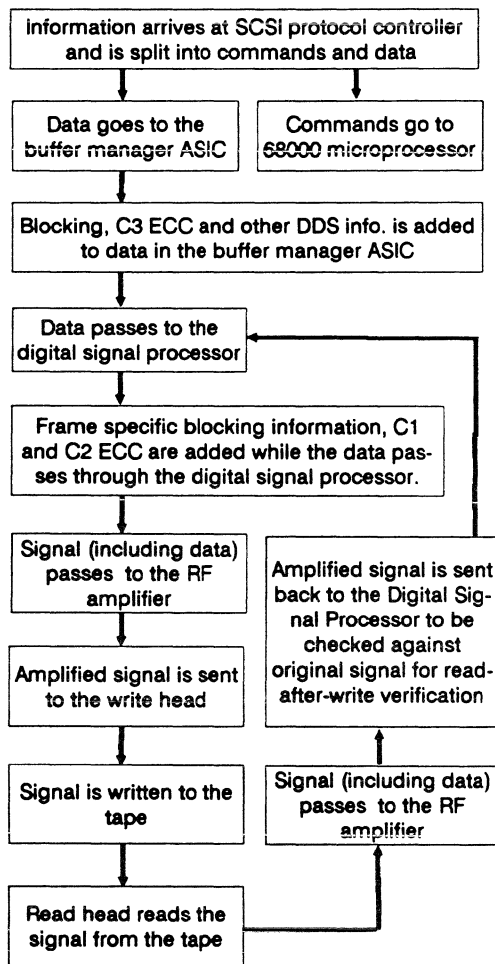 Information arrives at SCSI protocol controller
and is split into commands and data
Data goes to the
buffer manager ASIC
Commands go to
68000 microprocessor
Blocking, C3 ECC and other DDS info. is added
to data in the buffer manager ASIC
Data passes to the
digital signal processor
Frame specific blocking information, C1
and C2 ECC are added while the data pas-
ses through the digital signal processor.
Signal (including data)
passes to the RF
amplifier
Amplified signal is sent
to the write head
Signal is written to the
tape
Read head reads the
signal from the tape
Signal (including data)
passes to the RF
amplifier
Amplified signal is sent
back to the Digital Sig-
nal Processor to be
checked against
original signal for read-
after-write verification